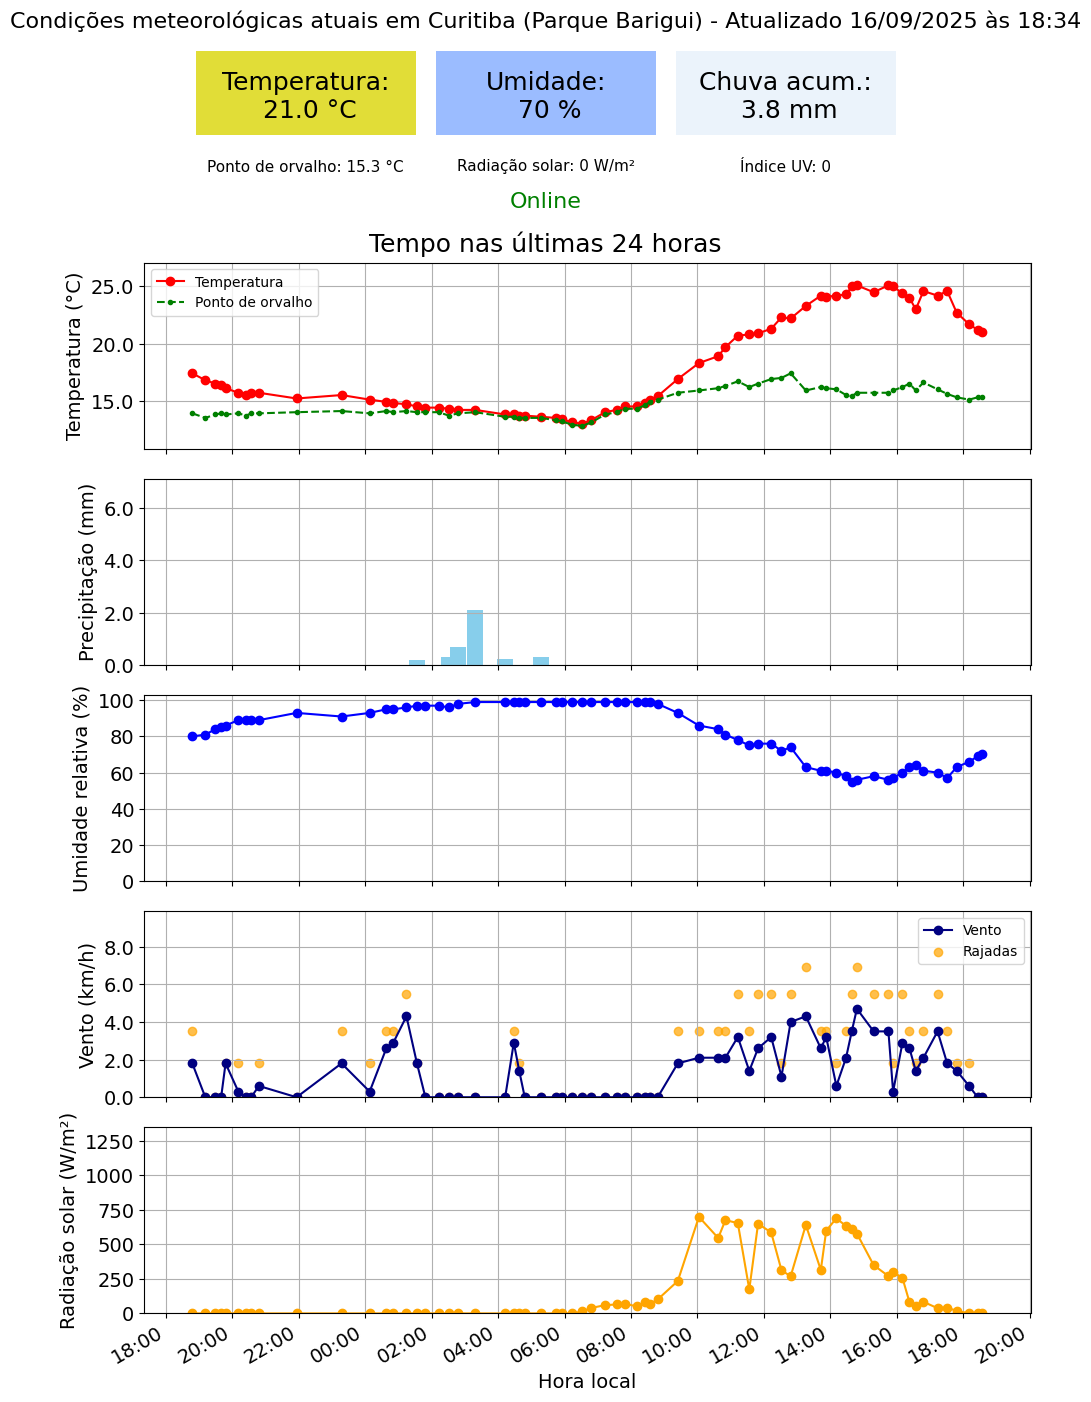 Condições meteorológicas atuais em Curitiba (Parque Barigui) - Atualizado 16/09/2025 às 18:34
Temperatura:
21.0 °C
Umidade:
70 %
Chuva acum.:
3.8 mm
Ponto de orvalho: 15.3 °C
Radiação solar: 0 W/m²
Índice UV: 0
Online
Tempo nas últimas 24 horas
Temperatura (°C)
25.0
20.0
15.0
Temperatura
Ponto de orvalho
Precipitação (mm)
6.0
4.0
2.0
0.0
Umidade relativa (%)
100
80
60
40
20
0
Vento (km/h)
8.0
6.0
4.0
2.0
0.0
Vento
Rajadas
Radiação solar (W/m²)
1250
1000
750
500
250
0
18:00
20:00
22:00
00:00
02:00
04:00
06:00
08:00
10:00
12:00
14:00
16:00
18:00
20:00
Hora local